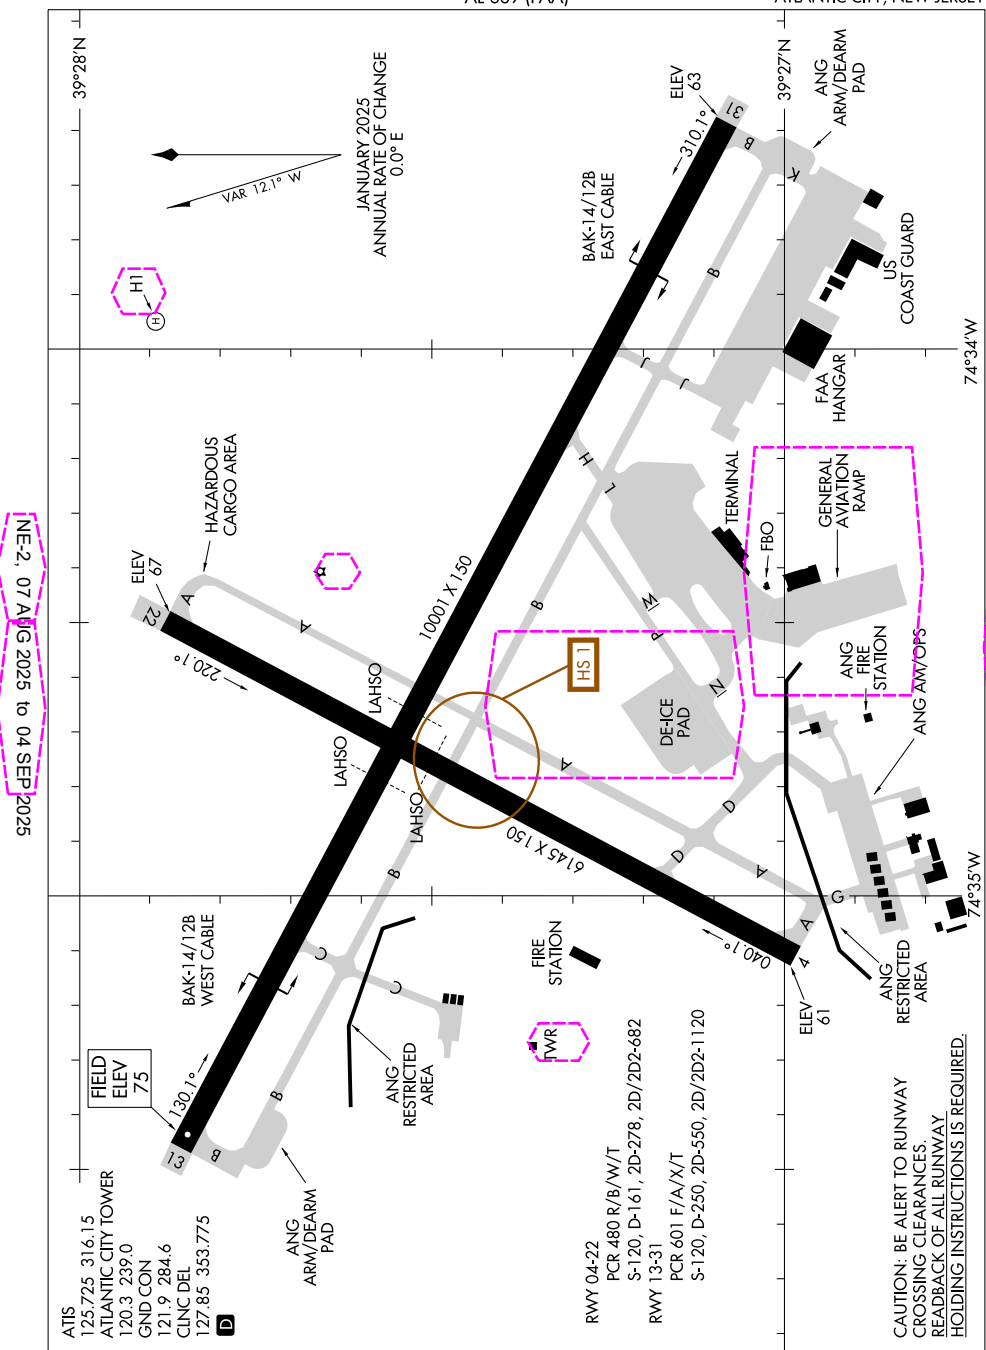 AL-669 (FAA)
ATLANTIC CITY, NEW JERSEY
39°28'N
39°27'N
74°34'W
74°35'W
JANUARY 2025
ANNUAL RATE OF CHANGE
0.0° E
VAR 12.1° W
H1
H
ELEV
63
31
310.1°
B
K
ANG
ARM/DEARM
PAD
BAK-14/12B
EAST CABLE
B
US
COAST GUARD
J
J
FAA
HANGAR
HAZARDOUS
CARGO AREA
ELEV
67
22
A
A
220.1°
10001 X 150
H
L
B
TERMINAL
FBO
GENERAL
AVIATION
RAMP
M
P
N
HS 1
DE-ICE
PAD
ANG
FIRE
STATION
ANG AM/OPS
LAHSO
LAHSO
LAHSO
A
6145 X 150
D
D
A
G
A
4
040.1°
ELEV
61
ANG
RESTRICTED
AREA
B
BAK-14/12B
WEST CABLE
C
C
FIRE
STATION
TWR
ANG
RESTRICTED
AREA
FIELD
ELEV
75
130.1°
13
B
B
ANG
ARM/DEARM
PAD
ATIS
125.725 316.15
ATLANTIC CITY TOWER
120.3 239.0
GND CON
121.9 284.6
CLNC DEL
127.85 353.775
D
RWY 04-22
PCR 480 R/B/W/T
S-120, D-161, 2D-278, 2D/2D2-682
RWY 13-31
PCR 601 F/A/X/T
S-120, D-250, 2D-550, 2D/2D2-1120
CAUTION: BE ALERT TO RUNWAY
CROSSING CLEARANCES.
READBACK OF ALL RUNWAY
HOLDING INSTRUCTIONS IS REQUIRED.
NE-2, 07 AUG 2025 to 04 SEP 2025